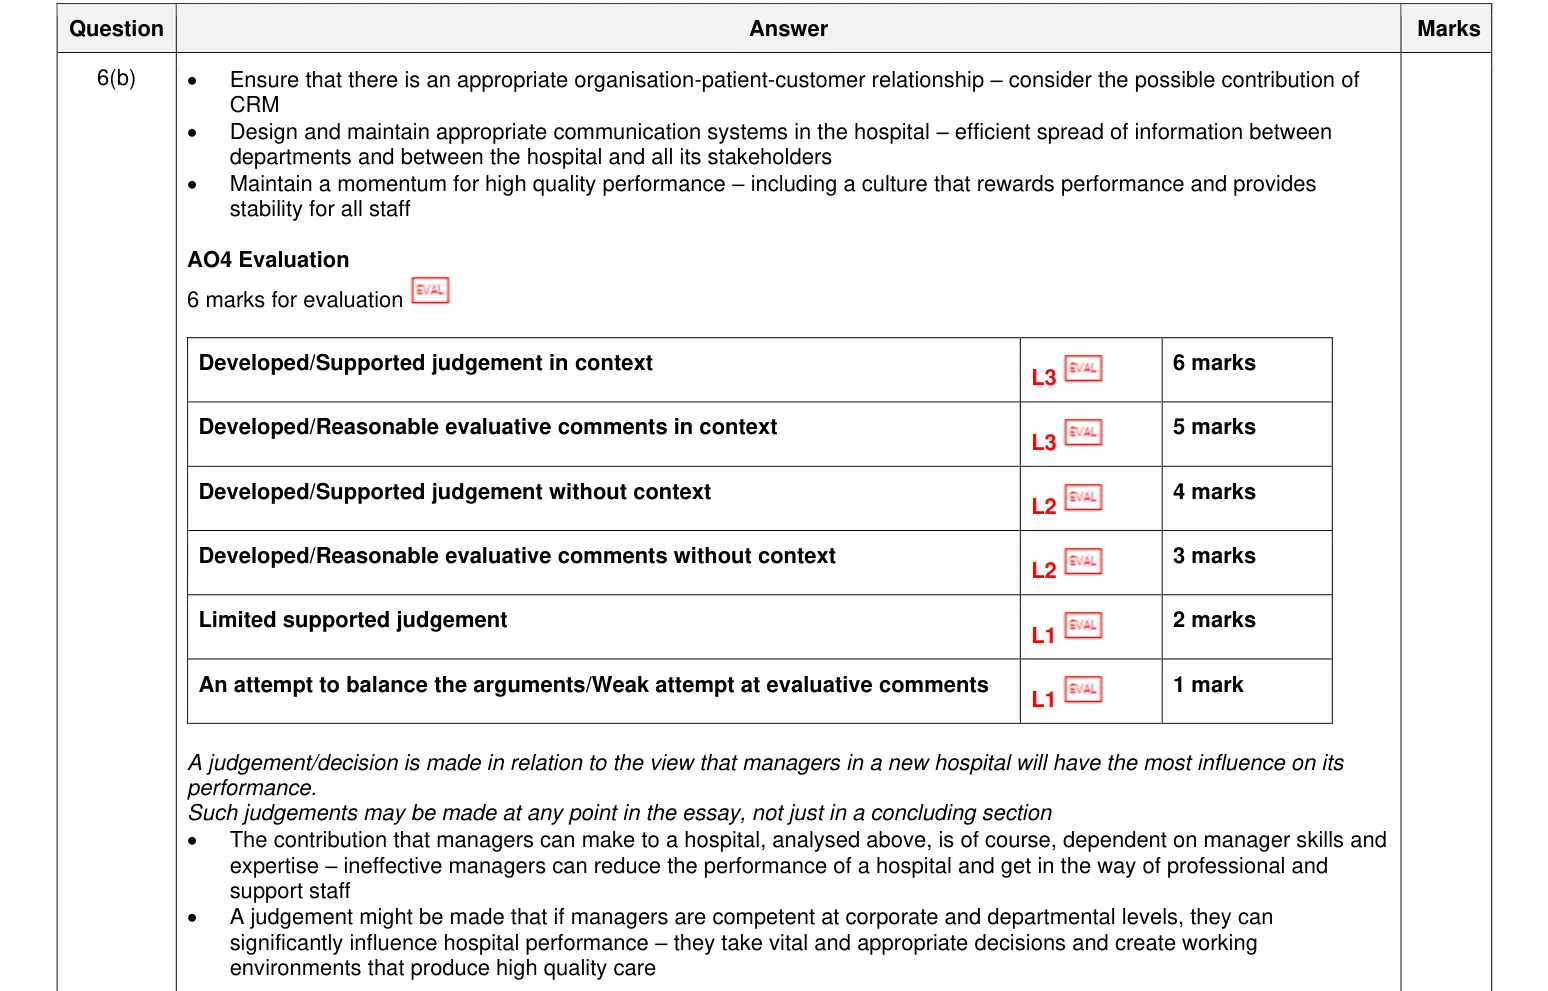 Question Answer Marks
6(b)
• Ensure that there is an appropriate organisation-patient-customer relationship – consider the possible contribution of
CRM
• Design and maintain appropriate communication systems in the hospital – efficient spread of information between
departments and between the hospital and all its stakeholders
• Maintain a momentum for high quality performance – including a culture that rewards performance and provides
stability for all staff
AO4 Evaluation
6 marks for evaluation EVAL
Developed/Supported judgement in context L3 EVAL 6 marks
Developed/Reasonable evaluative comments in context L3 EVAL 5 marks
Developed/Supported judgement without context L2 EVAL 4 marks
Developed/Reasonable evaluative comments without context L2 EVAL 3 marks
Limited supported judgement L1 EVAL 2 marks
An attempt to balance the arguments/Weak attempt at evaluative comments L1 EVAL 1 mark
A judgement/decision is made in relation to the view that managers in a new hospital will have the most influence on its
performance.
Such judgements may be made at any point in the essay, not just in a concluding section
• The contribution that managers can make to a hospital, analysed above, is of course, dependent on manager skills and
expertise – ineffective managers can reduce the performance of a hospital and get in the way of professional and
support staff
• A judgement might be made that if managers are competent at corporate and departmental levels, they can
significantly influence hospital performance – they take vital and appropriate decisions and create working
environments that produce high quality care